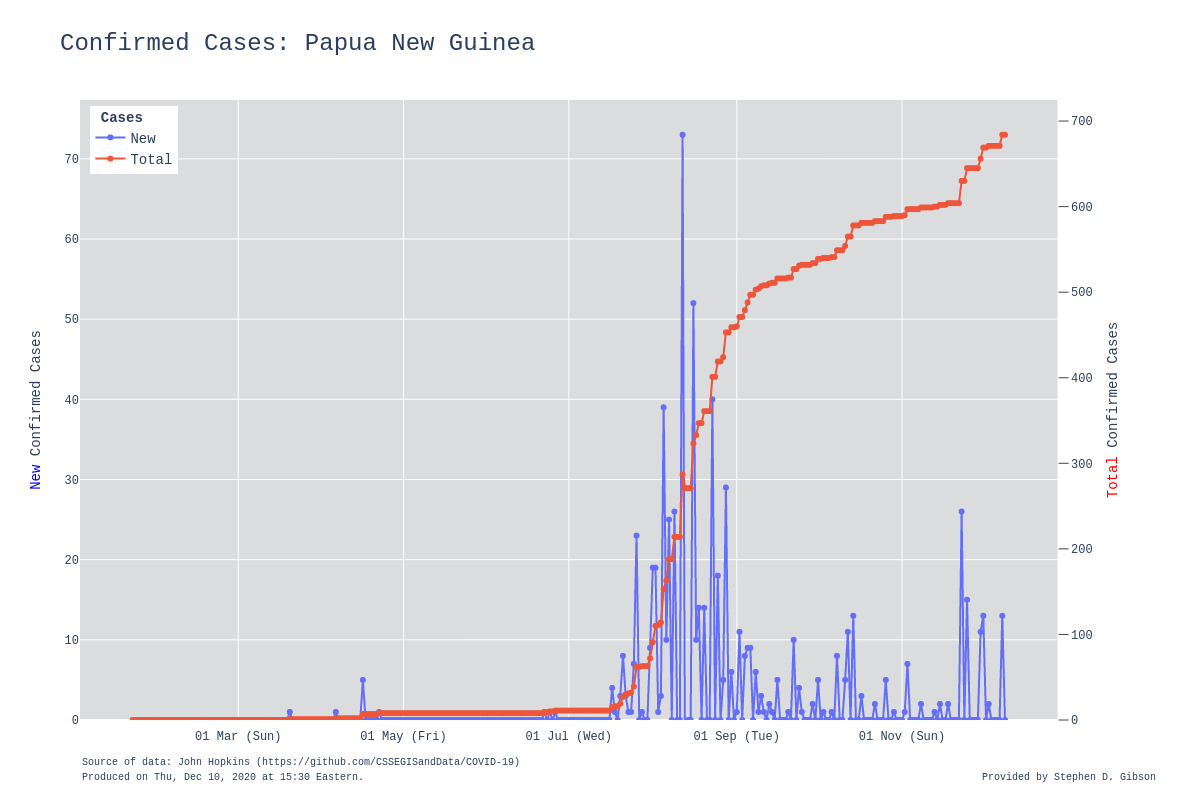 Confirmed Cases: Papua New Guinea
Cases
New
Total
70
60
50
40
30
20
10
0
New Confirmed Cases
700
600
500
400
300
200
100
0
Total Confirmed Cases
01 Mar (Sun)
01 May (Fri)
01 Jul (Wed)
01 Sep (Tue)
01 Nov (Sun)
Source of data: John Hopkins (https://github.com/CSSEGISandData/COVID-19)
Produced on Thu, Dec 10, 2020 at 15:30 Eastern.
Provided by Stephen D. Gibson